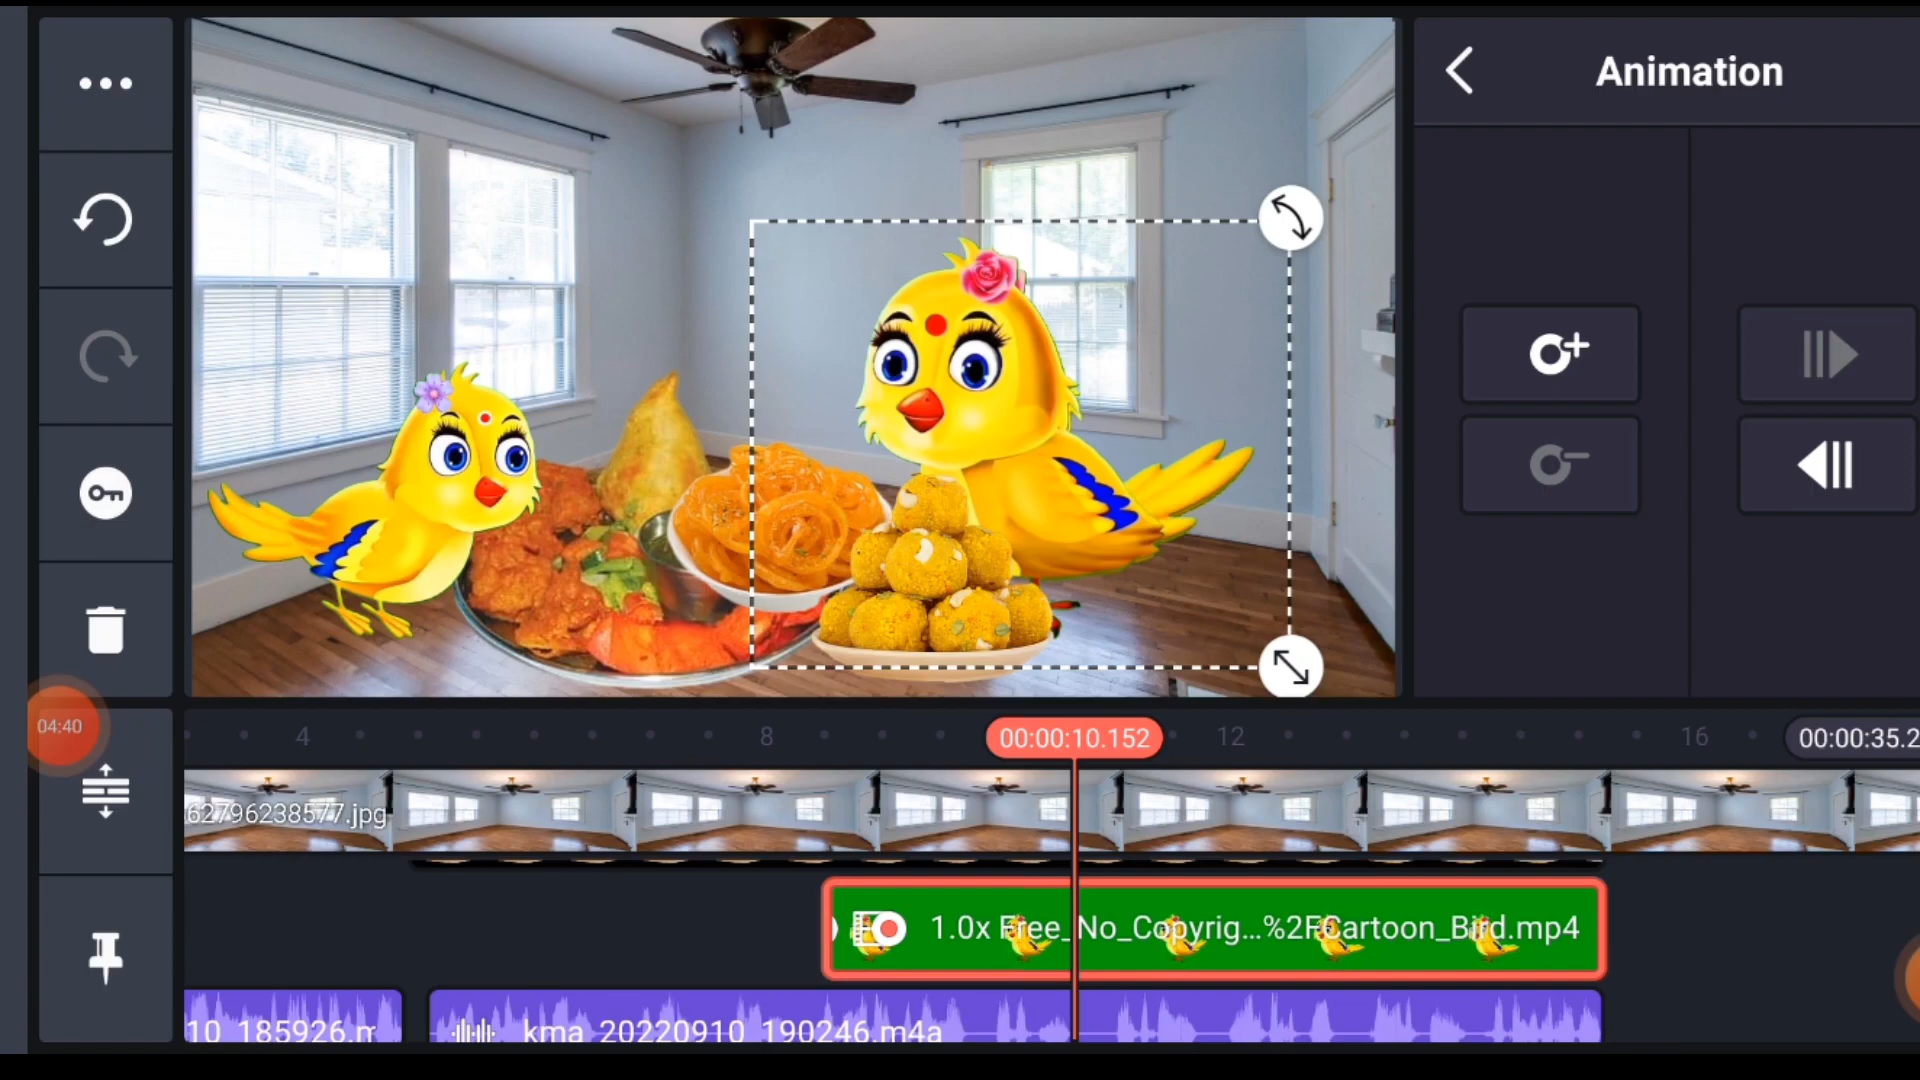 Animation
04:40
4
8
00:00:10.152
12
16
00:00:35.2
62796238577.jpg
1.0x Free_No_Copyrig...%2FCartoon_Bird.mp4
10_185926.m
kma_20220910_190246.m4a